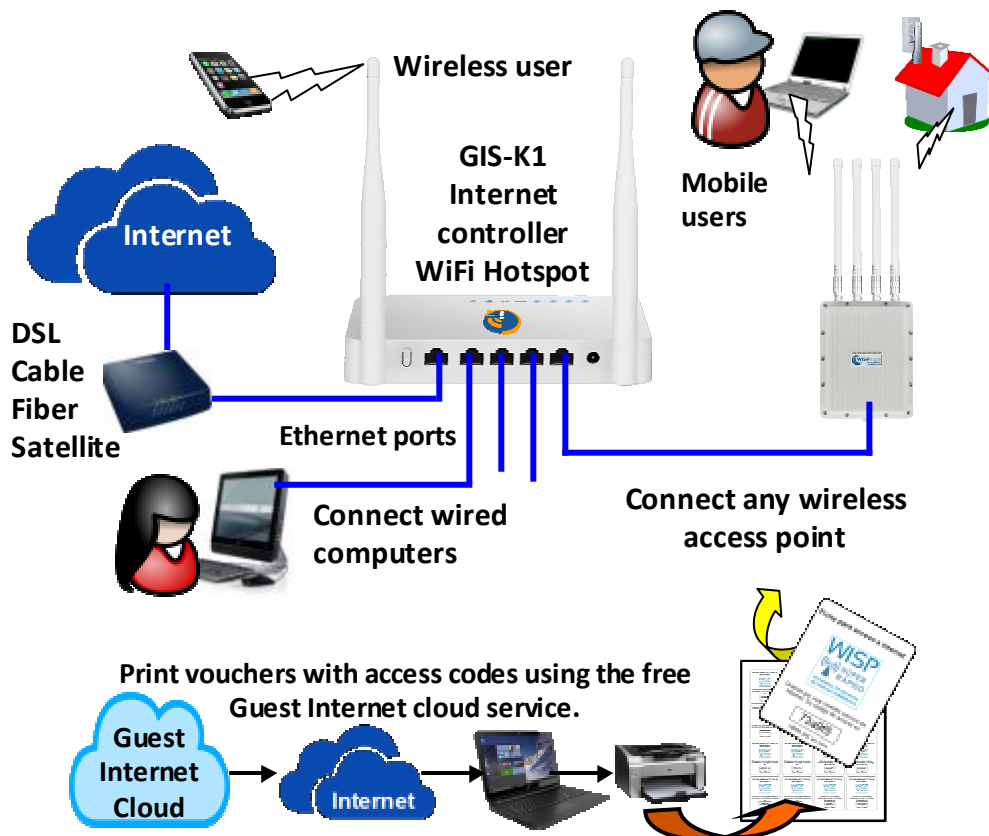 Wireless user
GIS-K1
Internet
controller
WiFi Hotspot
Mobile
users
Internet
DSL
Cable
Fiber
Satellite
Ethernet ports
Connect wired
computers
Connect any wireless
access point
Print vouchers with access codes using the free
Guest Internet cloud service.
Guest
Internet
Cloud
Internet
WISP